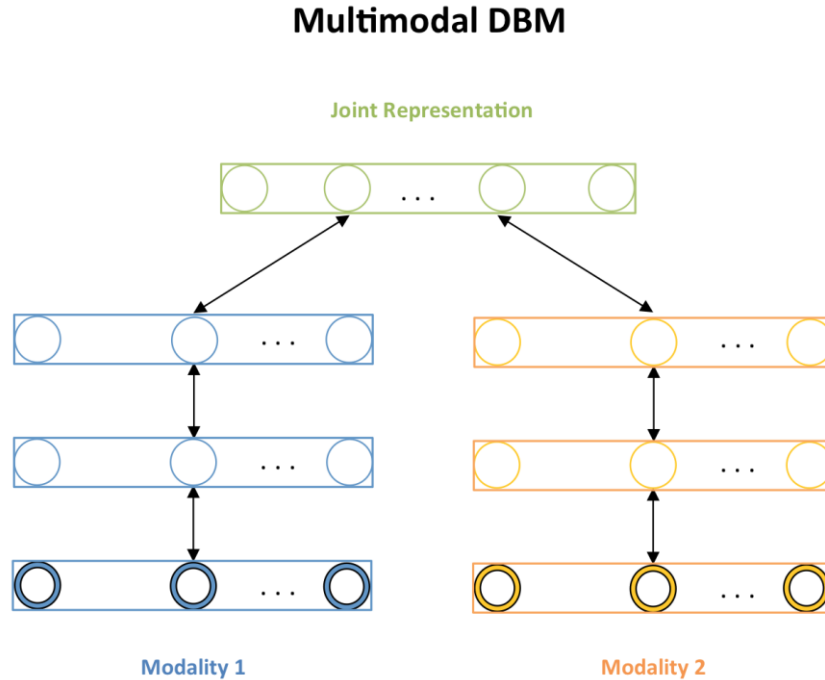 Multimodal DBM
Joint Representation
. . .
. . .
. . .
. . .
. . .
. . .
. . .
Modality 1
Modality 2